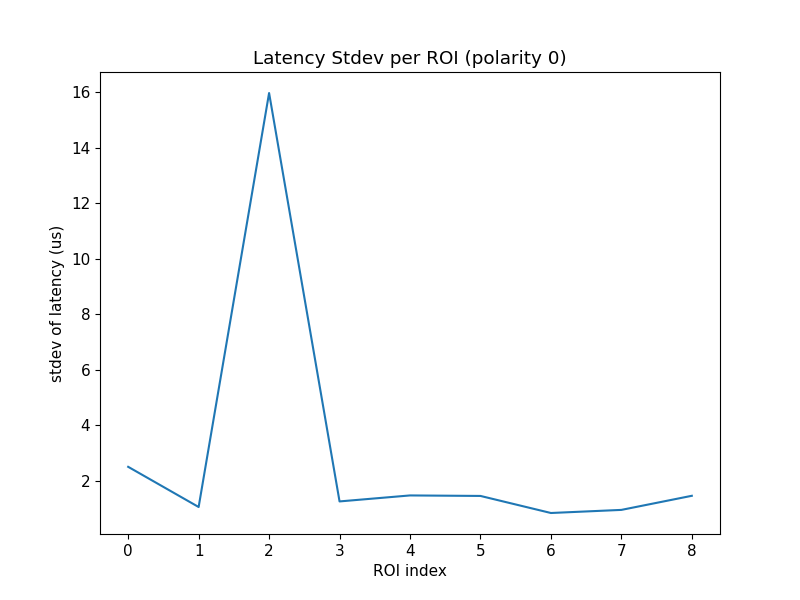 Latency Stdev per ROI (polarity 0)
stdev of latency (us)
16
14
12
10
8
6
4
2
0 1 2 3 4 5 6 7 8
ROI index